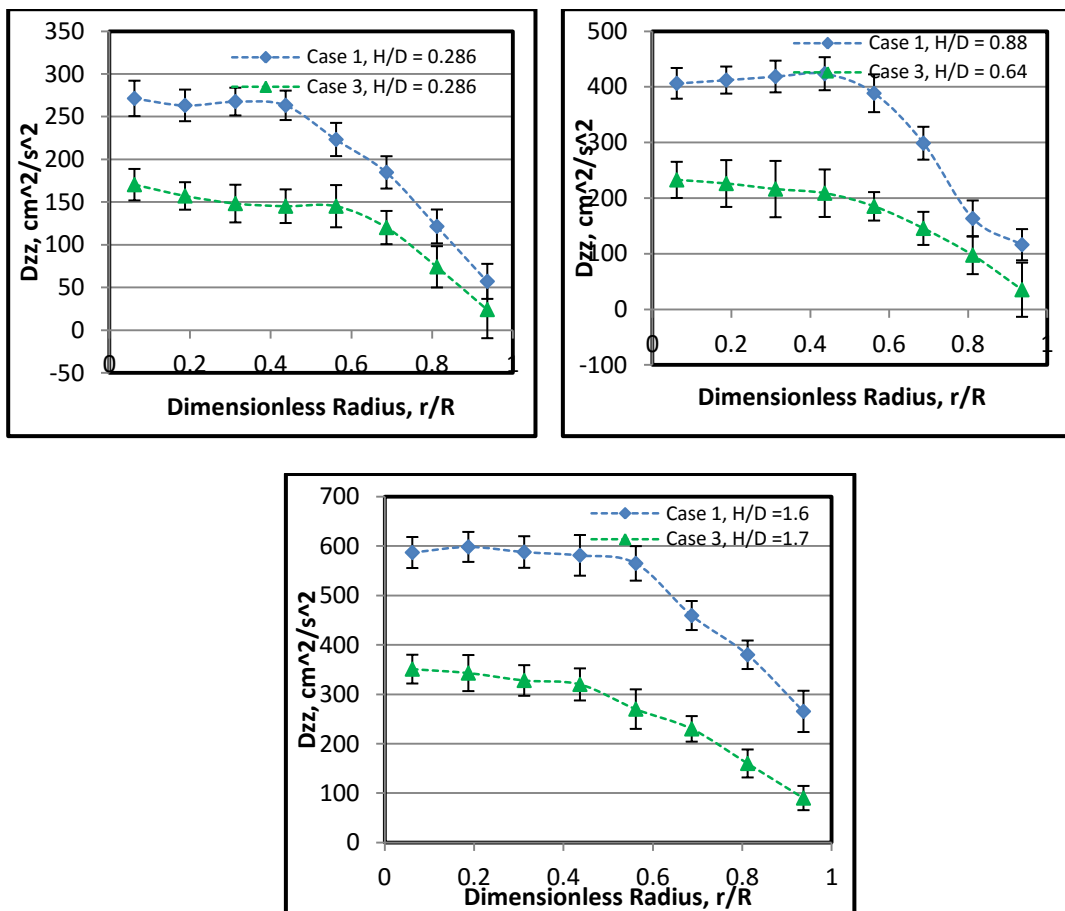 350
300
250
200
150
100
50
0
-50
Dzz, cm^2/s^2
Case 1, H/D = 0.286
Case 3, H/D = 0.286
0 0.2 0.4 0.6 0.8 1
Dimensionless Radius, r/R
500
400
300
200
100
0
-100
Dzz, cm^2/s^2
Case 1, H/D = 0.88
Case 3, H/D = 0.64
0 0.2 0.4 0.6 0.8 1
Dimensionless Radius, r/R
700
600
500
400
300
200
100
0
Dzz, cm^2/s^2
Case 1, H/D =1.6
Case 3, H/D =1.7
0 0.2 0.4 0.6 0.8 1
Dimensionless Radius, r/R